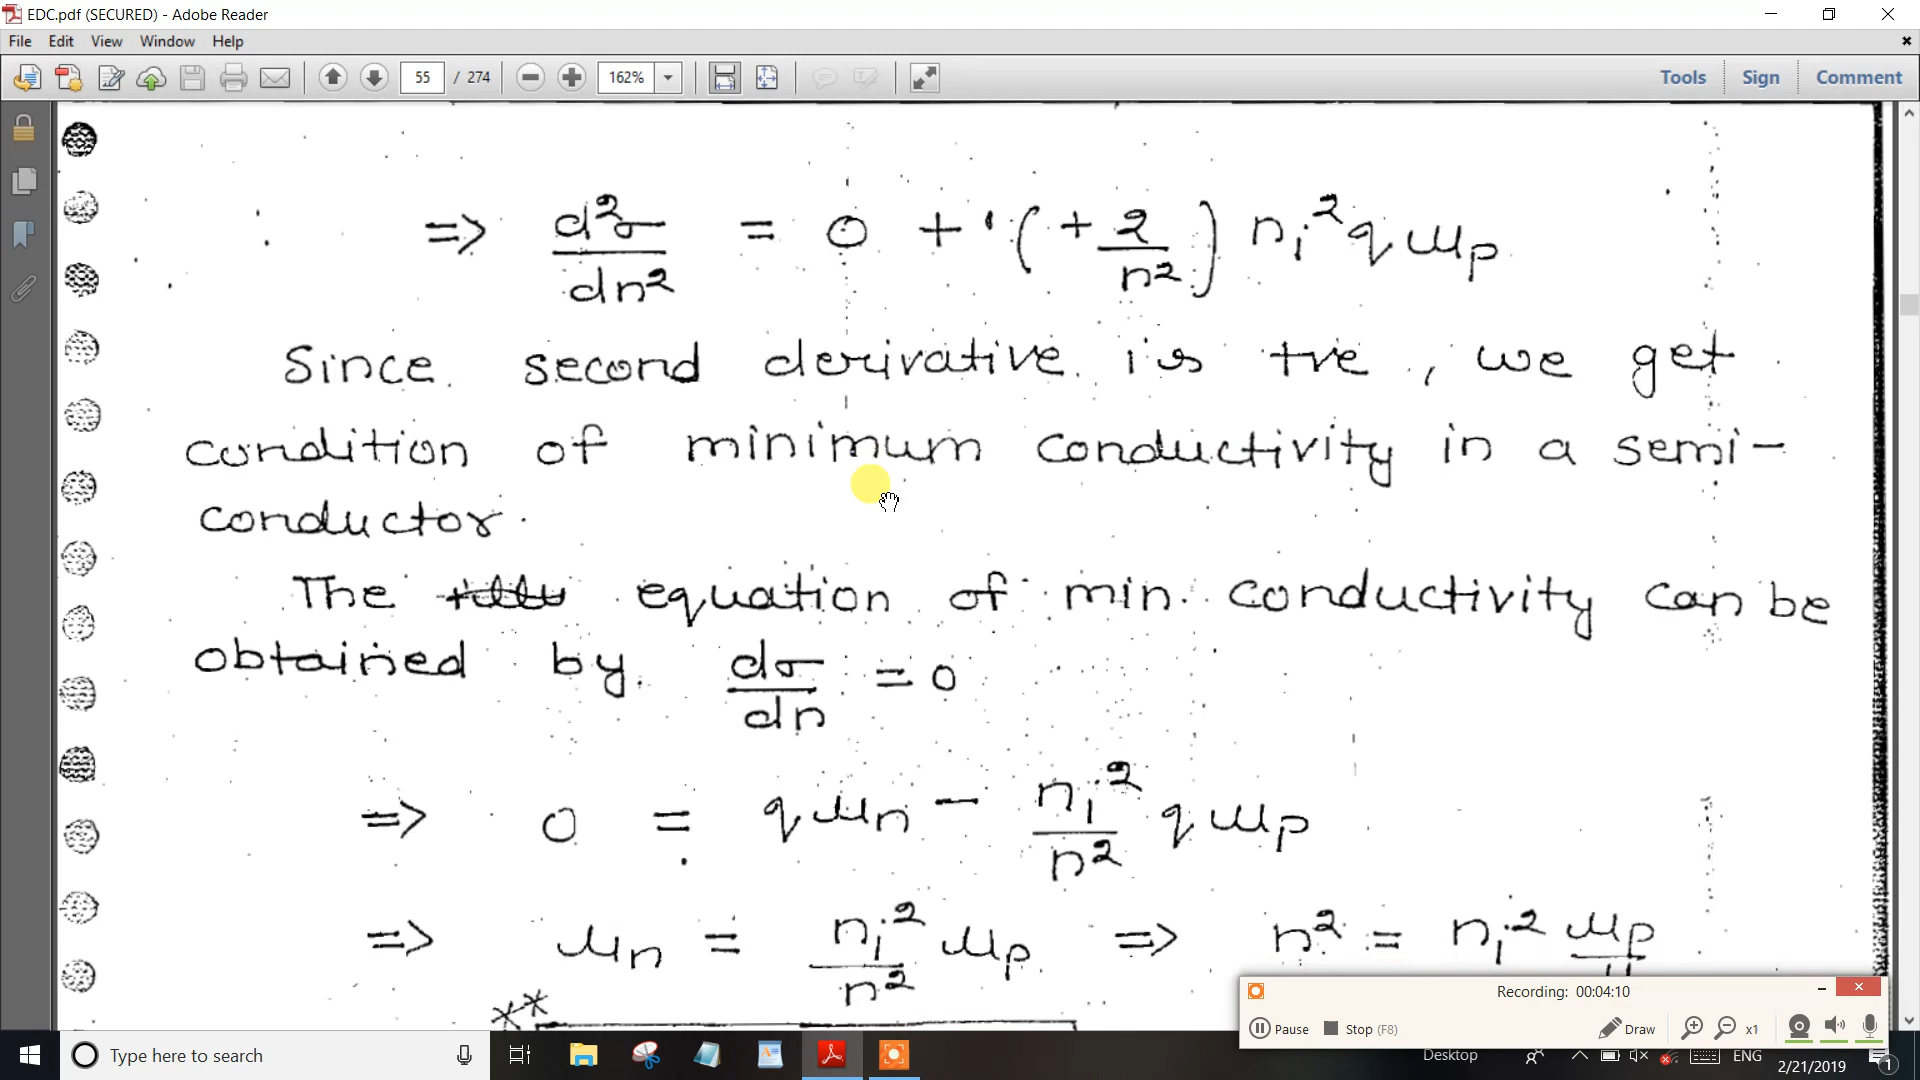 EDC.pdf (SECURED) - Adobe Reader
File Edit View Window Help
55 / 274 162% Tools Sign Comment
=> d²σ/dn² = 0 + (+2/n²) nᵢ² q μp
Since second derivative is +ve, we get
condition of minimum conductivity in a semi-
conductor.
The equation of min. conductivity can be
obtained by dσ/dn = 0
=> 0 = qμn - nᵢ²/n² qμp
=> μn = nᵢ²/n² μp => n² = nᵢ² μp
**
Recording: 00:04:10
Pause Stop (F8) Draw x1
Type here to search
Desktop ENG 2/21/2019 1